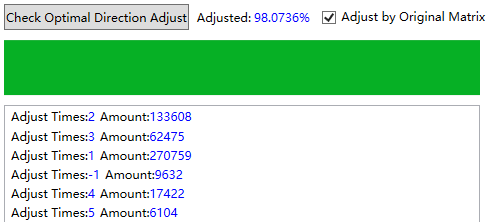 Check Optimal Direction Adjust Adjusted: 98.0736% Adjust by Original Matrix
Adjust Times:2 Amount:133608
Adjust Times:3 Amount:62475
Adjust Times:1 Amount:270759
Adjust Times:-1 Amount:9632
Adjust Times:4 Amount:17422
Adjust Times:5 Amount:6104